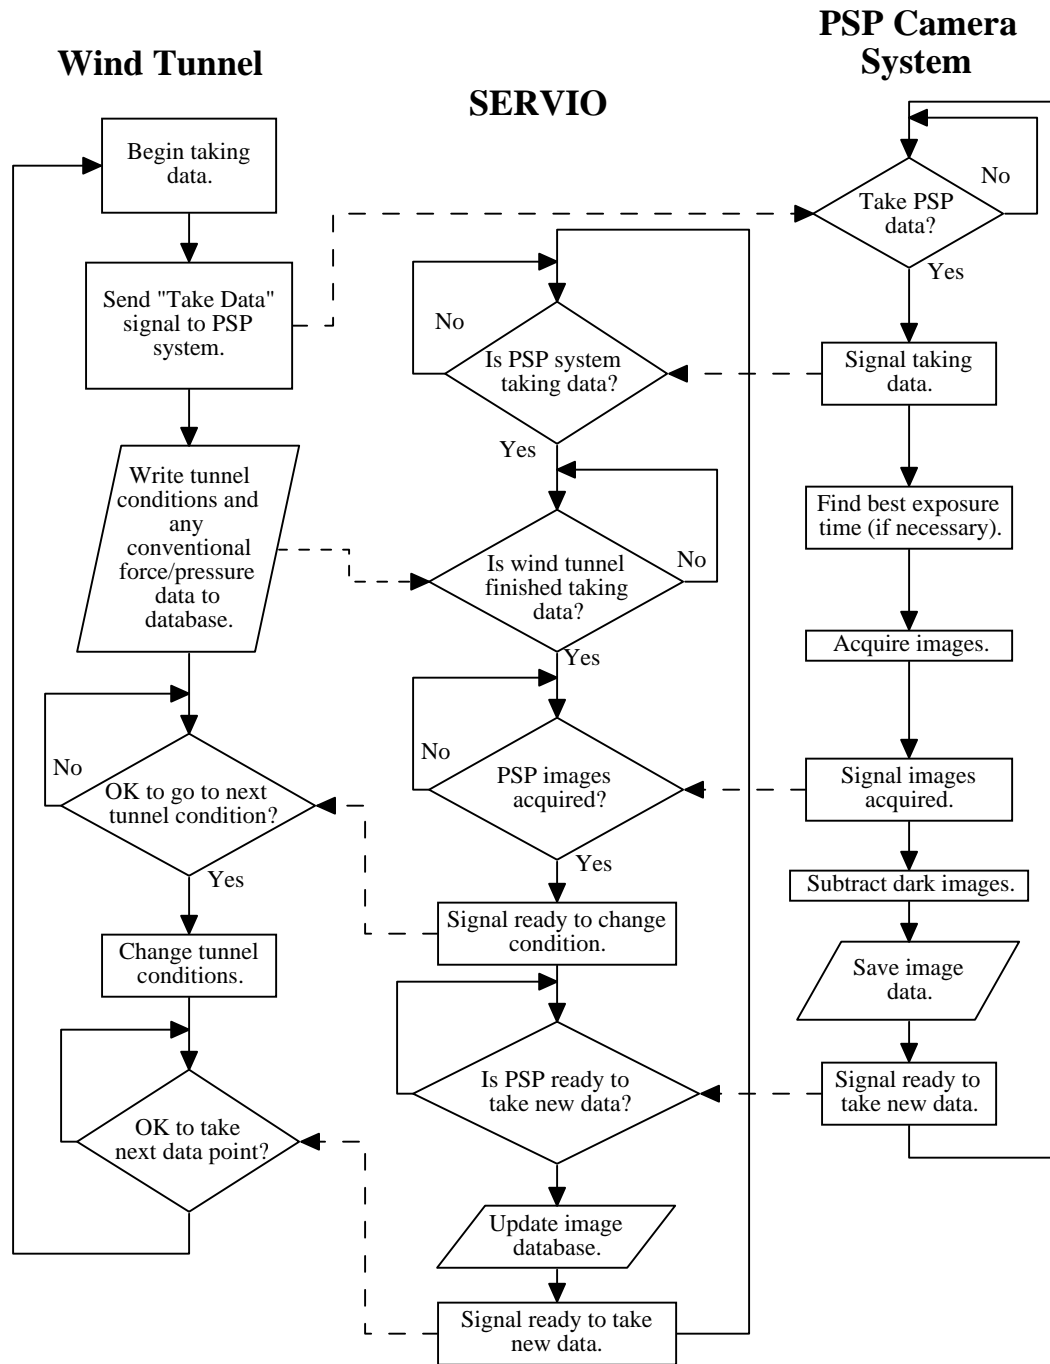 Wind Tunnel
Begin taking
data.
Send "Take Data"
signal to PSP
system.
Write tunnel
conditions and
any
conventional
force/pressure
data to
database.
No
OK to go to next
tunnel condition?
Yes
Change tunnel
conditions.
OK to take
next data point?
SERVIO
No
Is PSP system
taking data?
Yes
No
Is wind tunnel
finished taking
data?
Yes
No
PSP images
acquired?
Yes
Signal ready to change
condition.
Is PSP ready to
take new data?
Update image
database.
Signal ready to take
new data.
PSP Camera
System
No
Take PSP
data?
Yes
Signal taking
data.
Find best exposure
time (if necessary).
Acquire images.
Signal images
acquired.
Subtract dark images.
Save image
data.
Signal ready to
take new data.